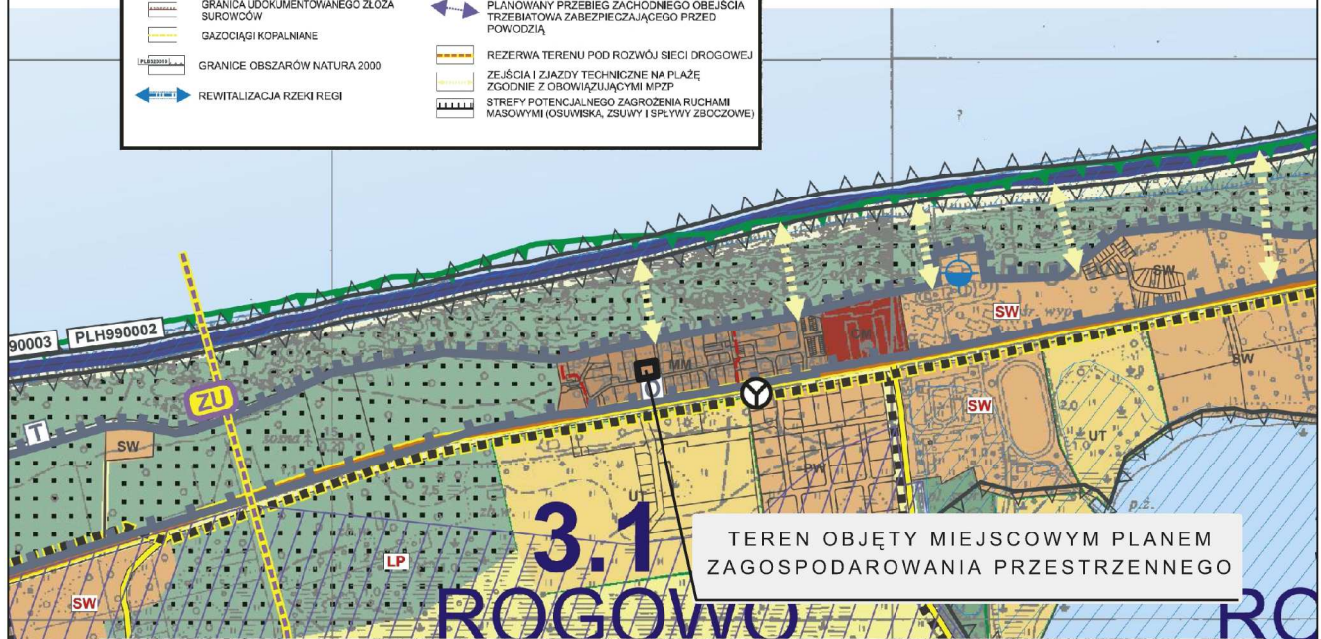 GRANICA UDOKUMENTOWANEGO ZŁOŻA
SUROWCÓW
GAZOCIĄGI KOPALNIANE
GRANICE OBSZARÓW NATURA 2000
REWITALIZACJA RZEKI REGI
PLANOWANY PRZEBIEG ZACHODNIEGO OBEJŚCIA
TRZEBIATOWA ZABEZPIECZAJĄCEGO PRZED
POWODZIĄ
REZERWA TERENU POD ROZWÓJ SIECI DROGOWEJ
ZEJŚCIA I ZJAZDY TECHNICZNE NA PLAŻĘ
ZGODNIE Z OBOWIĄZUJĄCYMI MPZP
STREFY POTENCJALNEGO ZAGROŻENIA RUCHAMI
MASOWYMI (OSUWISKA, ZSUWY I SPŁYWY ZBOCZOWE)
90003
PLH990002
SW
SW
MM
SW
ZU
SW
T
SW
UT
UT
3.1
TEREN OBJĘTY MIEJSCOWYM PLANEM
ZAGOSPODAROWANIA PRZESTRZENNEGO
p.ż.
LP
SW
ROGOWO
RO